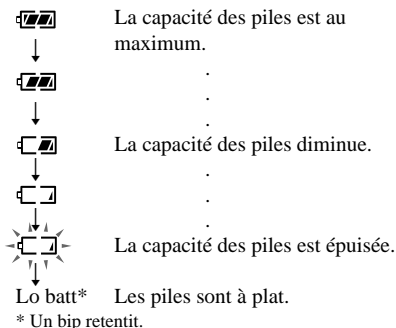 La capacité des piles est au
maximum.
.
.
.
La capacité des piles diminue.
.
.
.
La capacité des piles est épuisée.
Lo batt* Les piles sont à plat.
* Un bip retentit.